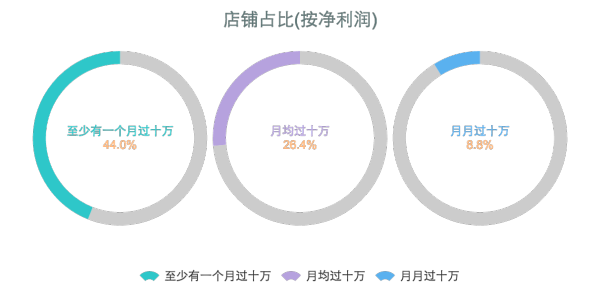 店铺占比(按净利润)
至少有一个月过十万
44.0%
月均过十万
26.4%
月月过十万
8.8%
至少有一个月过十万
月均过十万
月月过十万